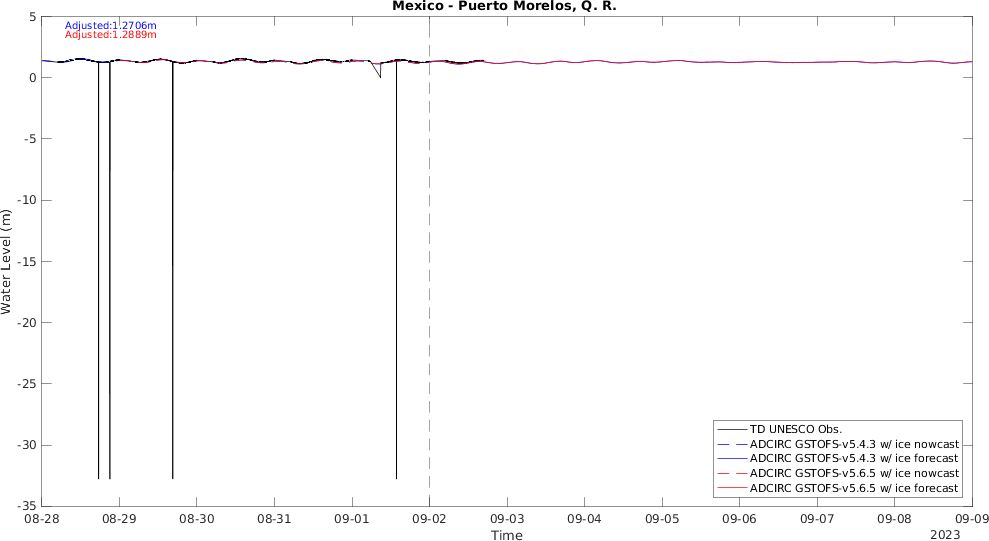 Mexico - Puerto Morelos, Q. R.
Adjusted:1.2706m
Adjusted:1.2889m
5
0
-5
-10
-15
-20
-25
-30
-35
Water Level (m)
TD UNESCO Obs.
ADCIRC GSTOFS-v5.4.3 w/ ice nowcast
ADCIRC GSTOFS-v5.4.3 w/ ice forecast
ADCIRC GSTOFS-v5.6.5 w/ ice nowcast
ADCIRC GSTOFS-v5.6.5 w/ ice forecast
08-28 08-29 08-30 08-31 09-01 09-02 09-03 09-04 09-05 09-06 09-07 09-08 09-09
Time
2023